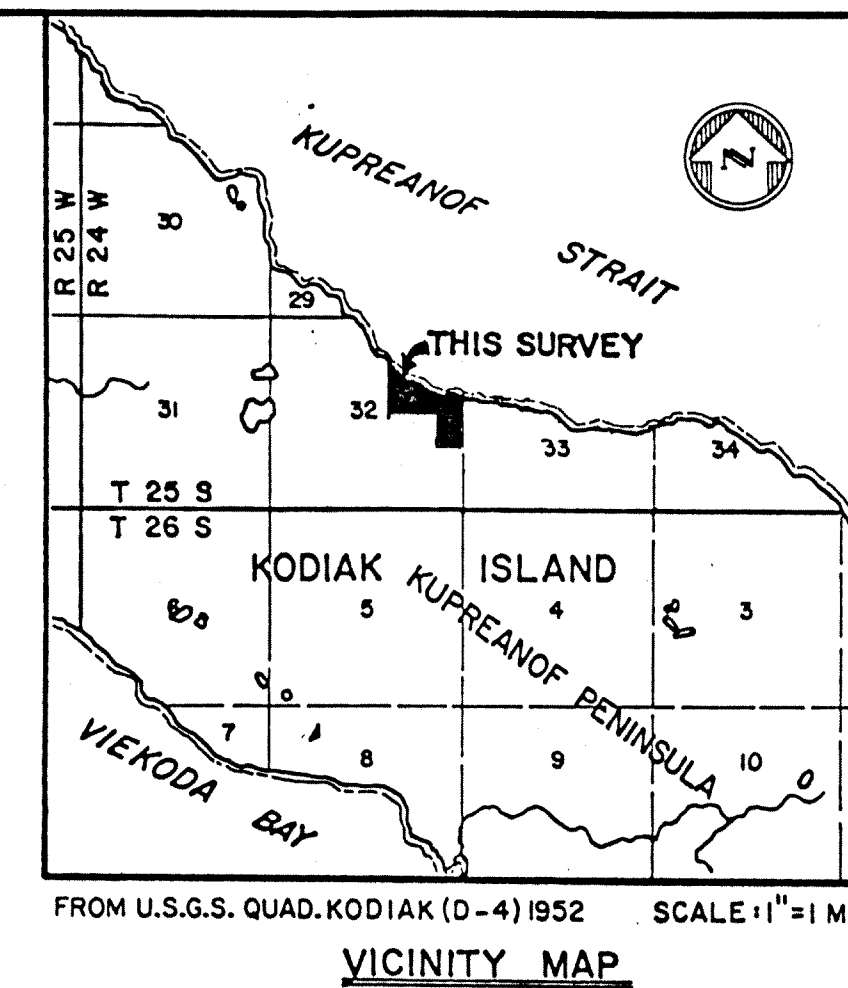 KUPREANOF
STRAIT
N
30
R 25 W
R 24 W
29
THIS SURVEY
31
32
33
34
T 25 S
T 26 S
KODIAK ISLAND
KUPREANOF PENINSULA
6
5
4
3
7
8
9
10
VIEKODA
BAY
FROM U.S.G.S. QUAD. KODIAK (D-4) 1952 SCALE: 1"=1 M
VICINITY MAP